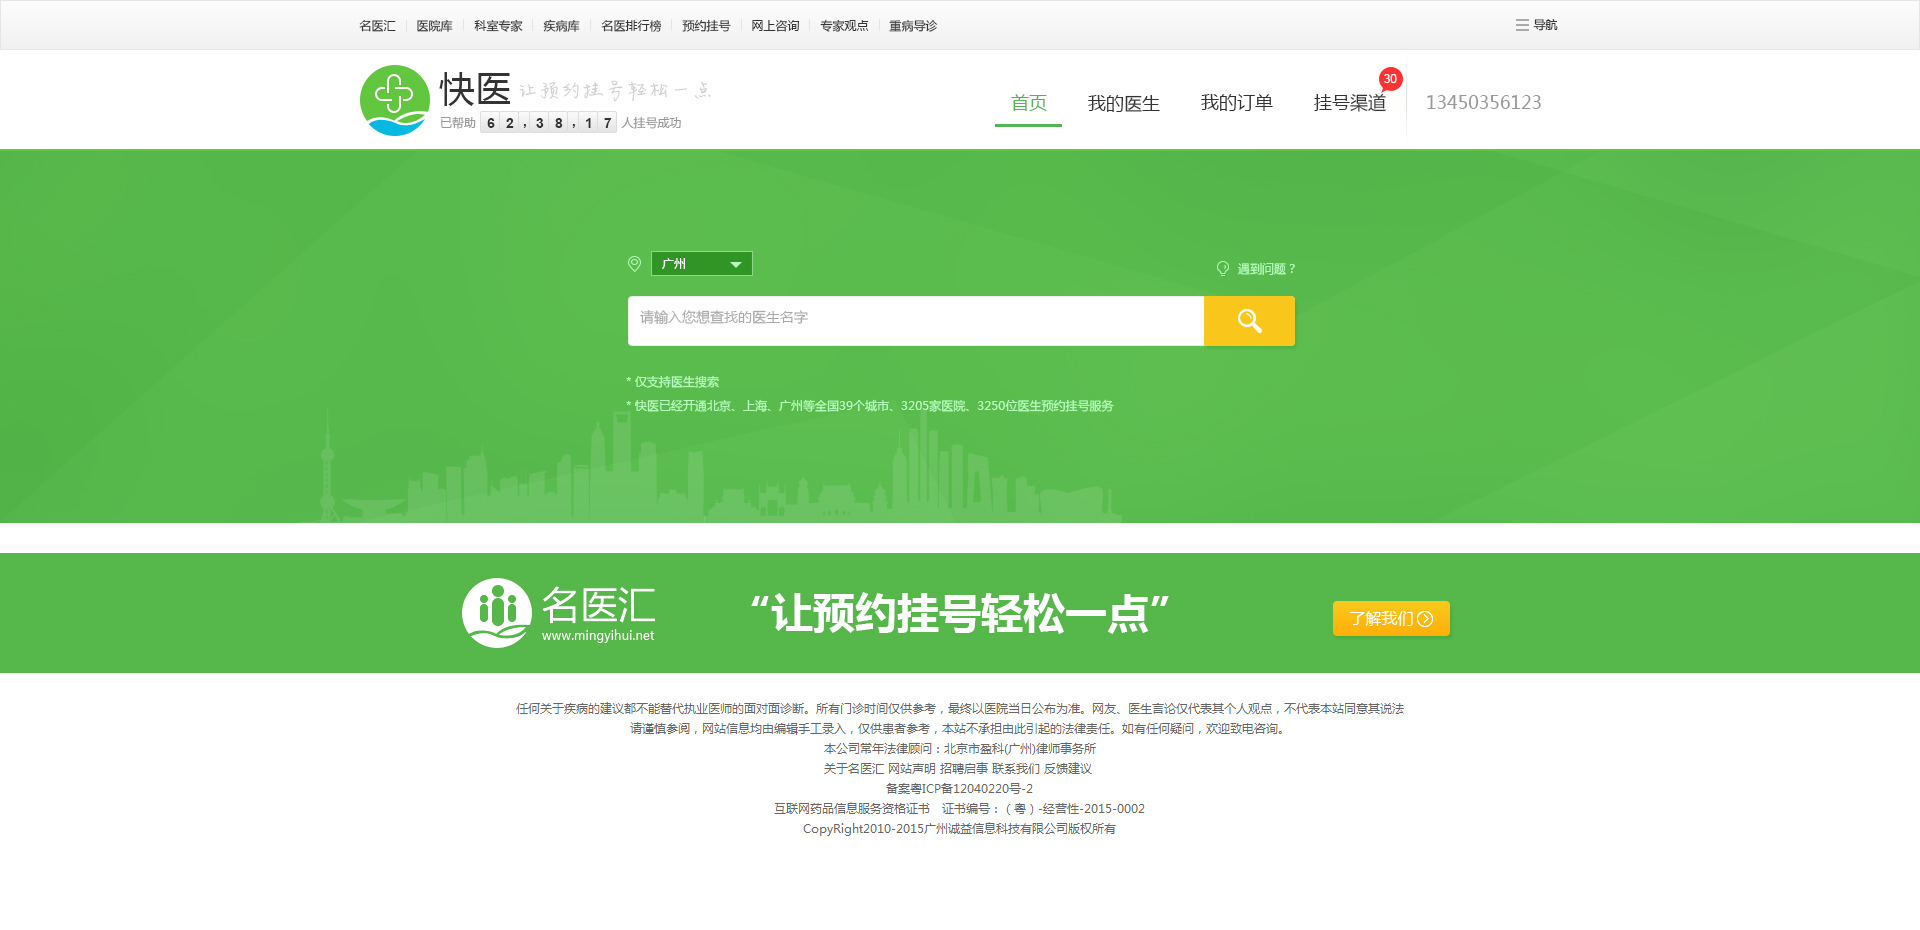 名医汇 医院库 科室专家 疾病库 名医排行榜 预约挂号 网上咨询 专家观点 重病导诊 导航
快医 让预约挂号轻松一点
已帮助 62,38,17 人挂号成功
首页 我的医生 我的订单 挂号渠道 30 13450356123
广州 遇到问题？
请输入您想查找的医生名字
* 仅支持医生搜索
* 快医已经开通北京、上海、广州等全国39个城市、3205家医院、3250位医生预约挂号服务
名医汇
www.mingyihui.net
“让预约挂号轻松一点”
了解我们
任何关于疾病的建议都不能替代执业医师的面对面诊断。所有门诊时间仅供参考，最终以医院当日公布为准。网友、医生言论仅代表其个人观点，不代表本站同意其说法
请谨慎参阅，网站信息均由编辑手工录入，仅供患者参考，本站不承担由此引起的法律责任。如有任何疑问，欢迎致电咨询。
本公司常年法律顾问：北京市盈科(广州)律师事务所
关于名医汇 网站声明 招聘启事 联系我们 反馈建议
备案粤ICP备12040220号-2
互联网药品信息服务资格证书 证书编号：（粤）-经营性-2015-0002
CopyRight2010-2015广州诚益信息科技有限公司版权所有